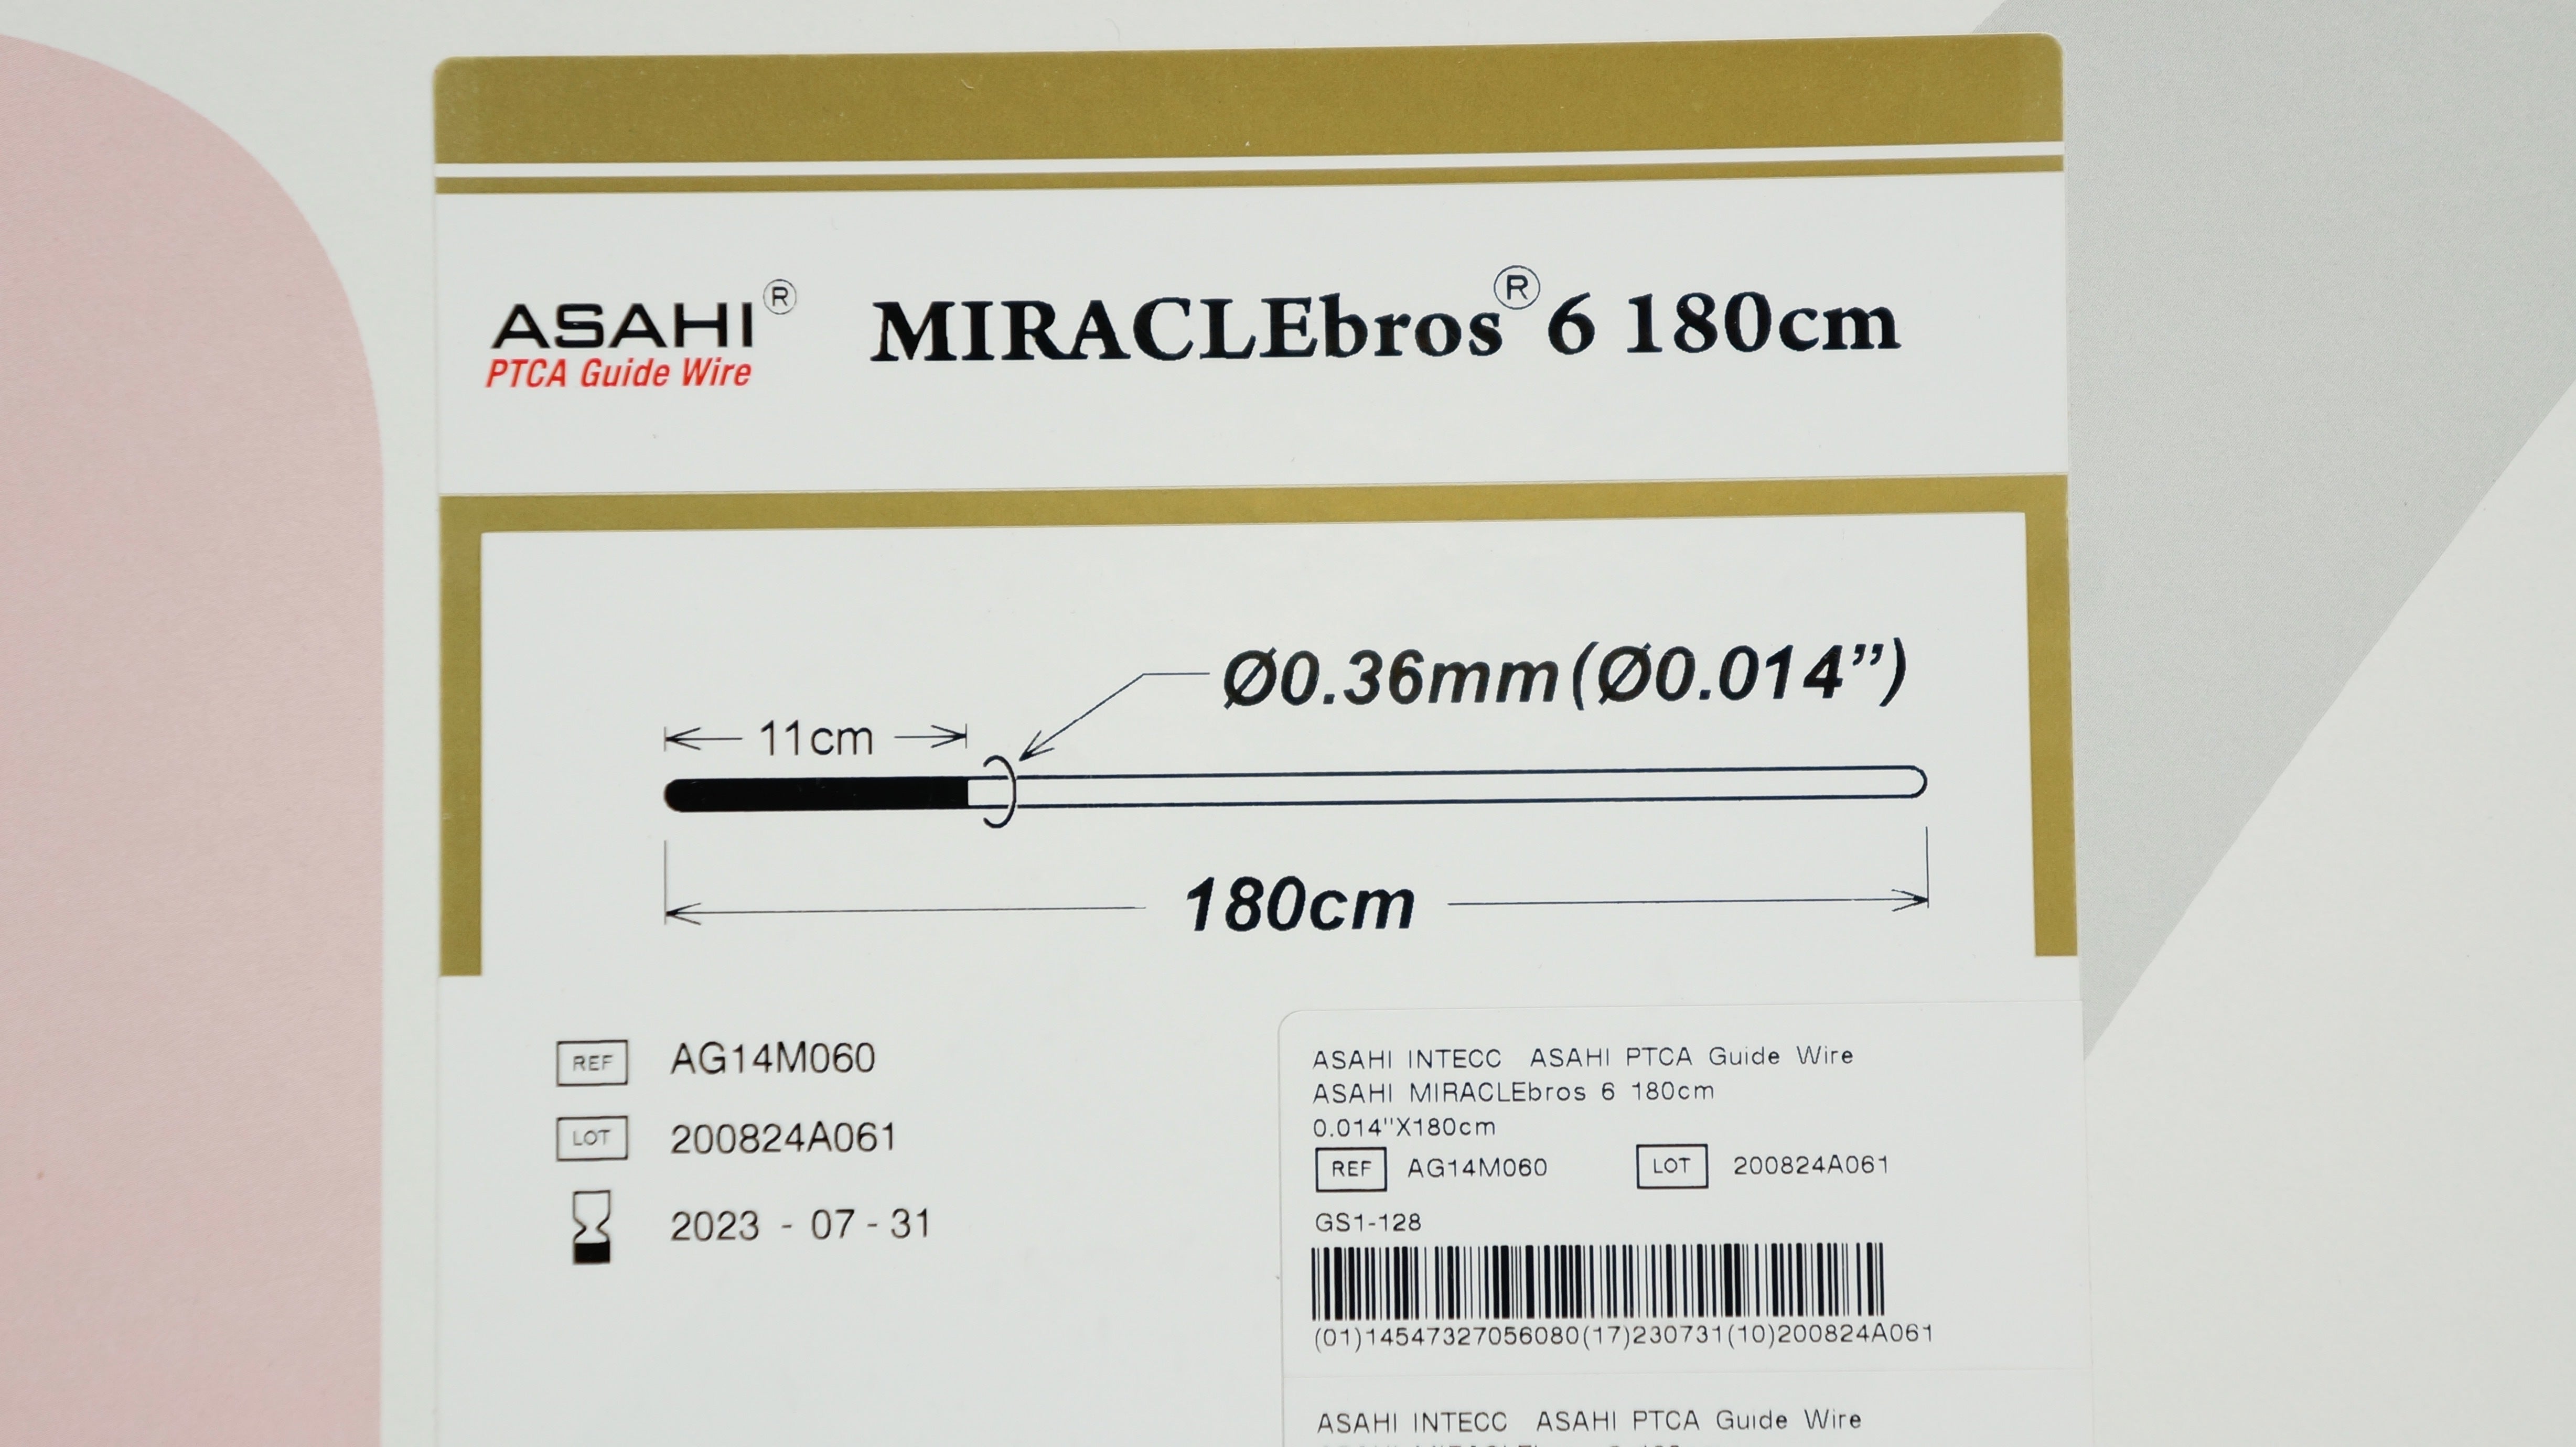 ASAHI® MIRACLEbros® 6 180cm
PTCA Guide Wire
Ø0.36mm(Ø0.014”)
11cm
180cm
REF AG14M060
LOT 200824A061
2023 - 07 - 31
ASAHI INTECC ASAHI PTCA Guide Wire
ASAHI MIRACLEbros 6 180cm
0.014"X180cm
REF AG14M060 LOT 200824A061
GS1-128
(01)14547327056080(17)230731(10)200824A061
ASAHI INTECC ASAHI PTCA Guide Wire